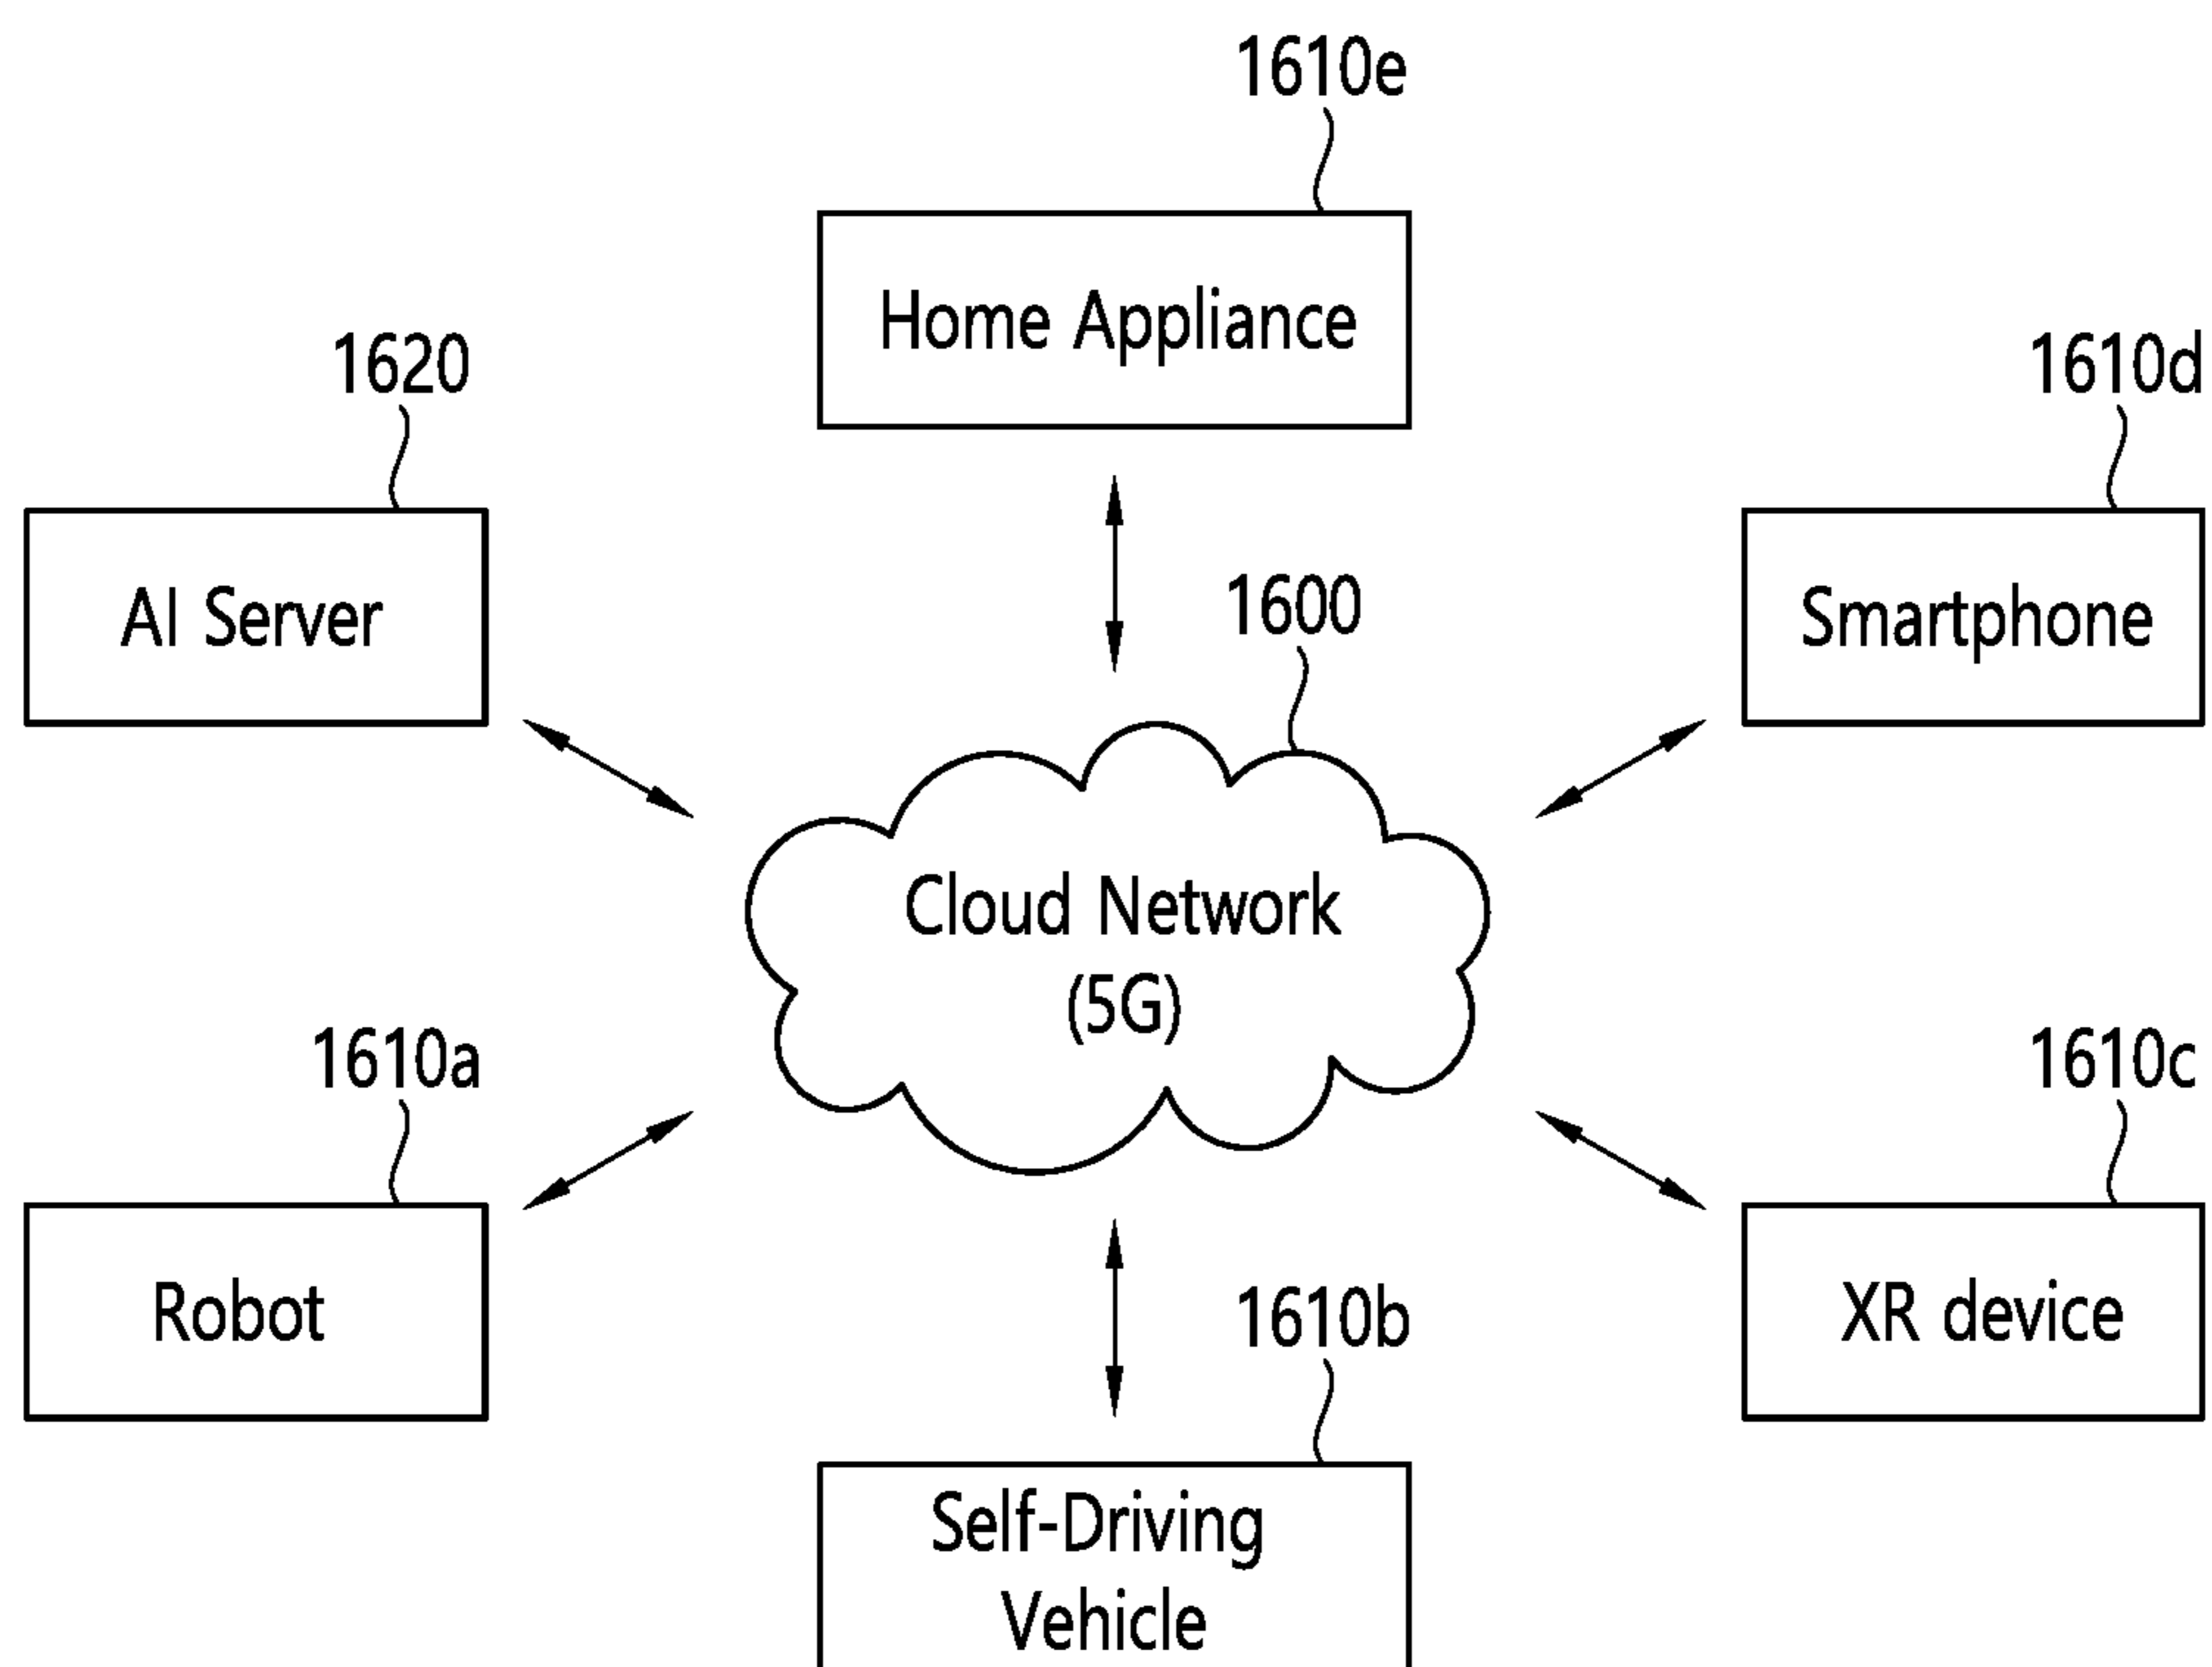 1610e
Home Appliance
1620
AI Server
1610d
Smartphone
1600
Cloud Network
(5G)
1610a
Robot
1610b
Self-Driving
Vehicle
1610c
XR device